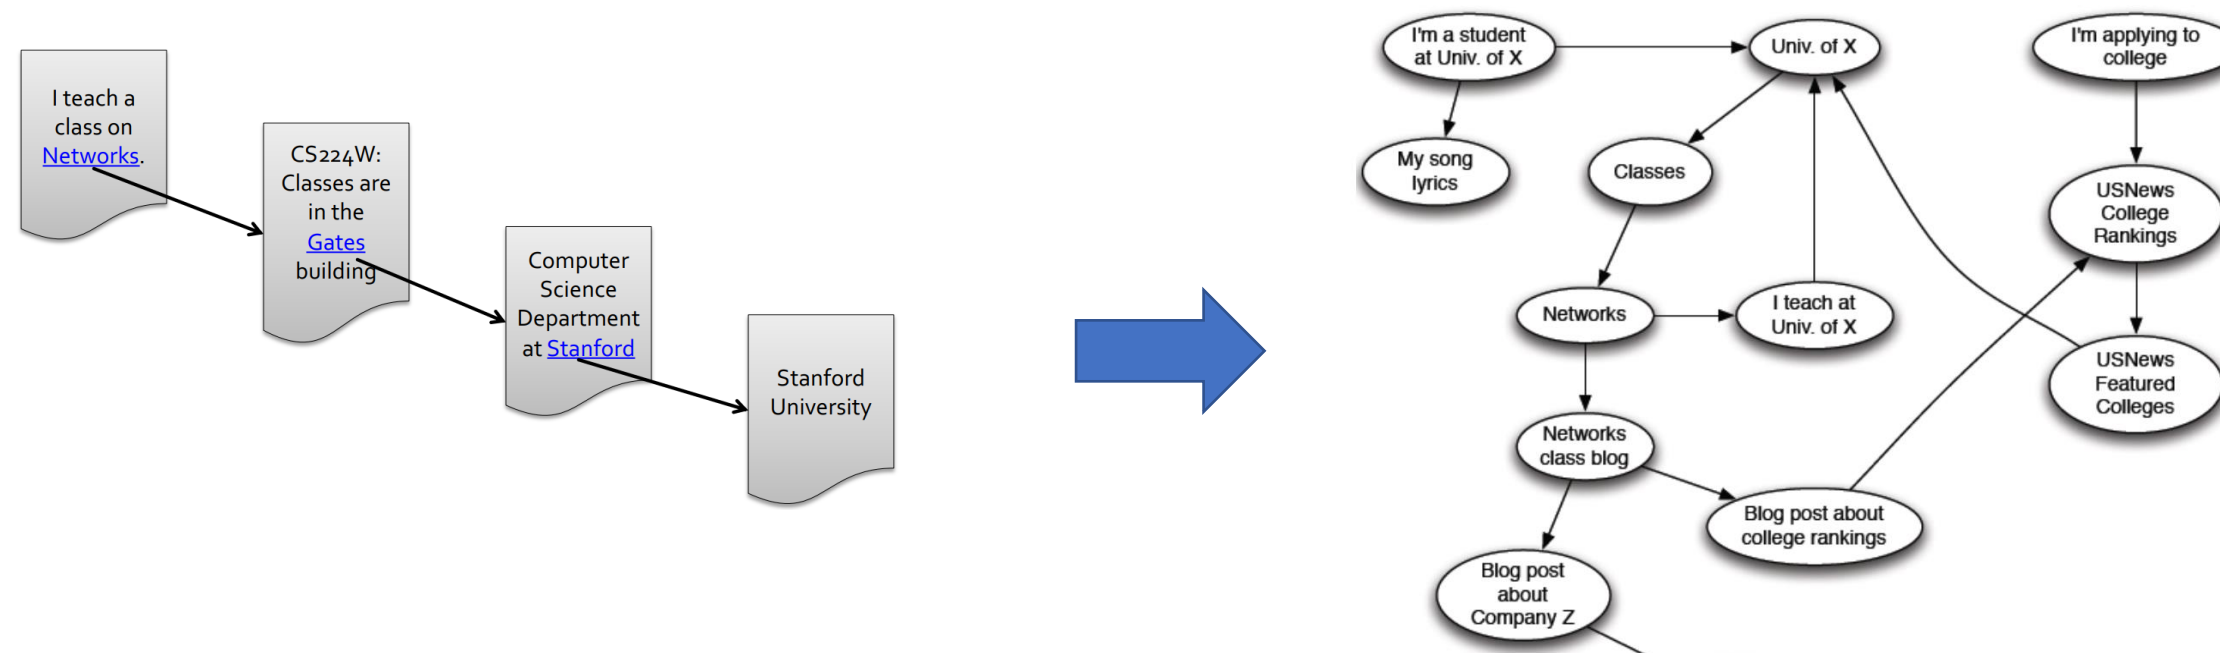 I teach a
class on
Networks.
CS224W:
Classes are
in the
Gates
building
Computer
Science
Department
at Stanford
Stanford
University
I'm a student
at Univ. of X
Univ. of X
I'm applying to
college
My song
lyrics
Classes
USNews
College
Rankings
Networks
I teach at
Univ. of X
USNews
Featured
Colleges
Networks
class blog
Blog post about
college rankings
Blog post
about
Company Z